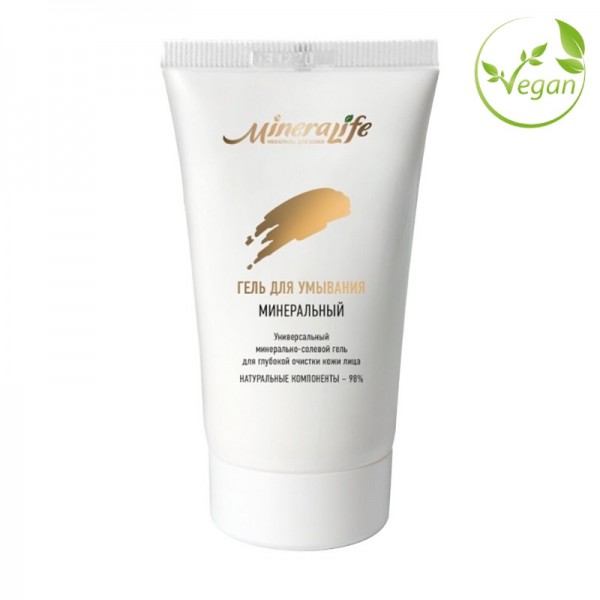 Vegan
MineraLife
ГЕЛЬ ДЛЯ УМЫВАНИЯ
МИНЕРАЛЬНЫЙ
Универсальный
минерально-солевой гель
для глубокой очистки кожи лица
НАТУРАЛЬНЫЕ КОМПОНЕНТЫ – 98%